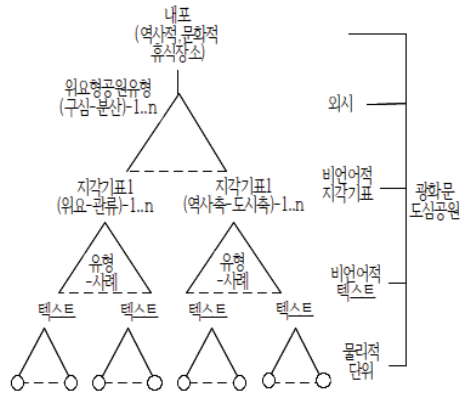 내포
(역사적,문화적
휴식장소)
위요형공원유형
(구심-분산)-1..n
외시
지각기표1
(위요-관류)-1..n
지각기표1
(역사축-도시축)-1..n
비언어적
지각기표
광화문
도심공원
유형
-사례
유형
-사례
비언어적
텍스트
텍스트
텍스트
텍스트
텍스트
물리적
단위